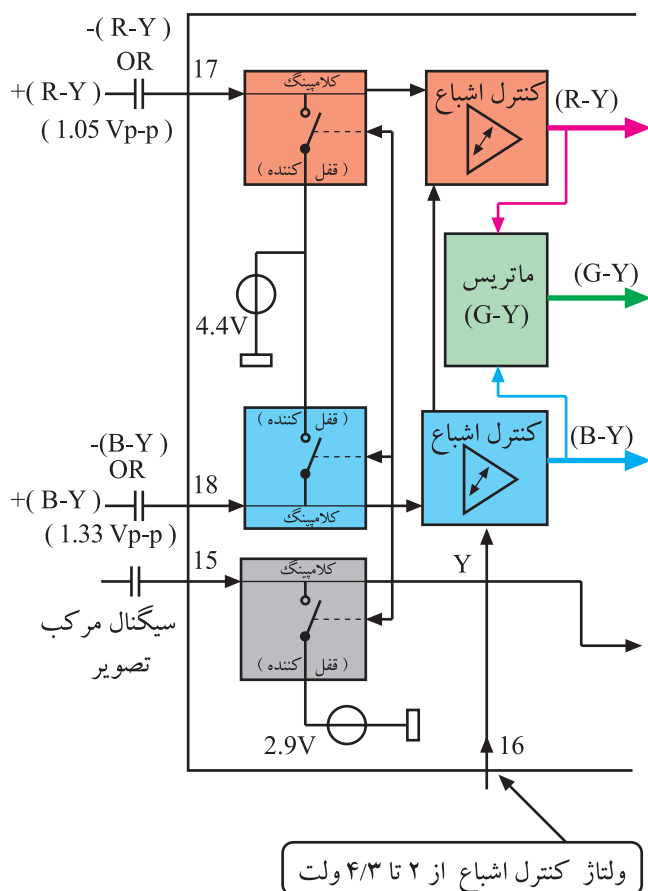 -( R-Y)
OR
+( R-Y)
( 1.05 Vp-p )
17
کلامپینگ
( قفل کننده )
کنترل اشباع
(R-Y)
4.4V
ماتریس
(G-Y)
(G-Y)
-(B-Y)
OR
+( B-Y)
( 1.33 Vp-p)
18
( قفل کننده )
کلامپینگ
کنترل اشباع
(B-Y)
15
سیگنال مرکب
تصویر
کلامپینگ
( قفل کننده )
Y
2.9V
16
ولتاژ کنترل اشباع از ۲ تا ۴/۳ ولت